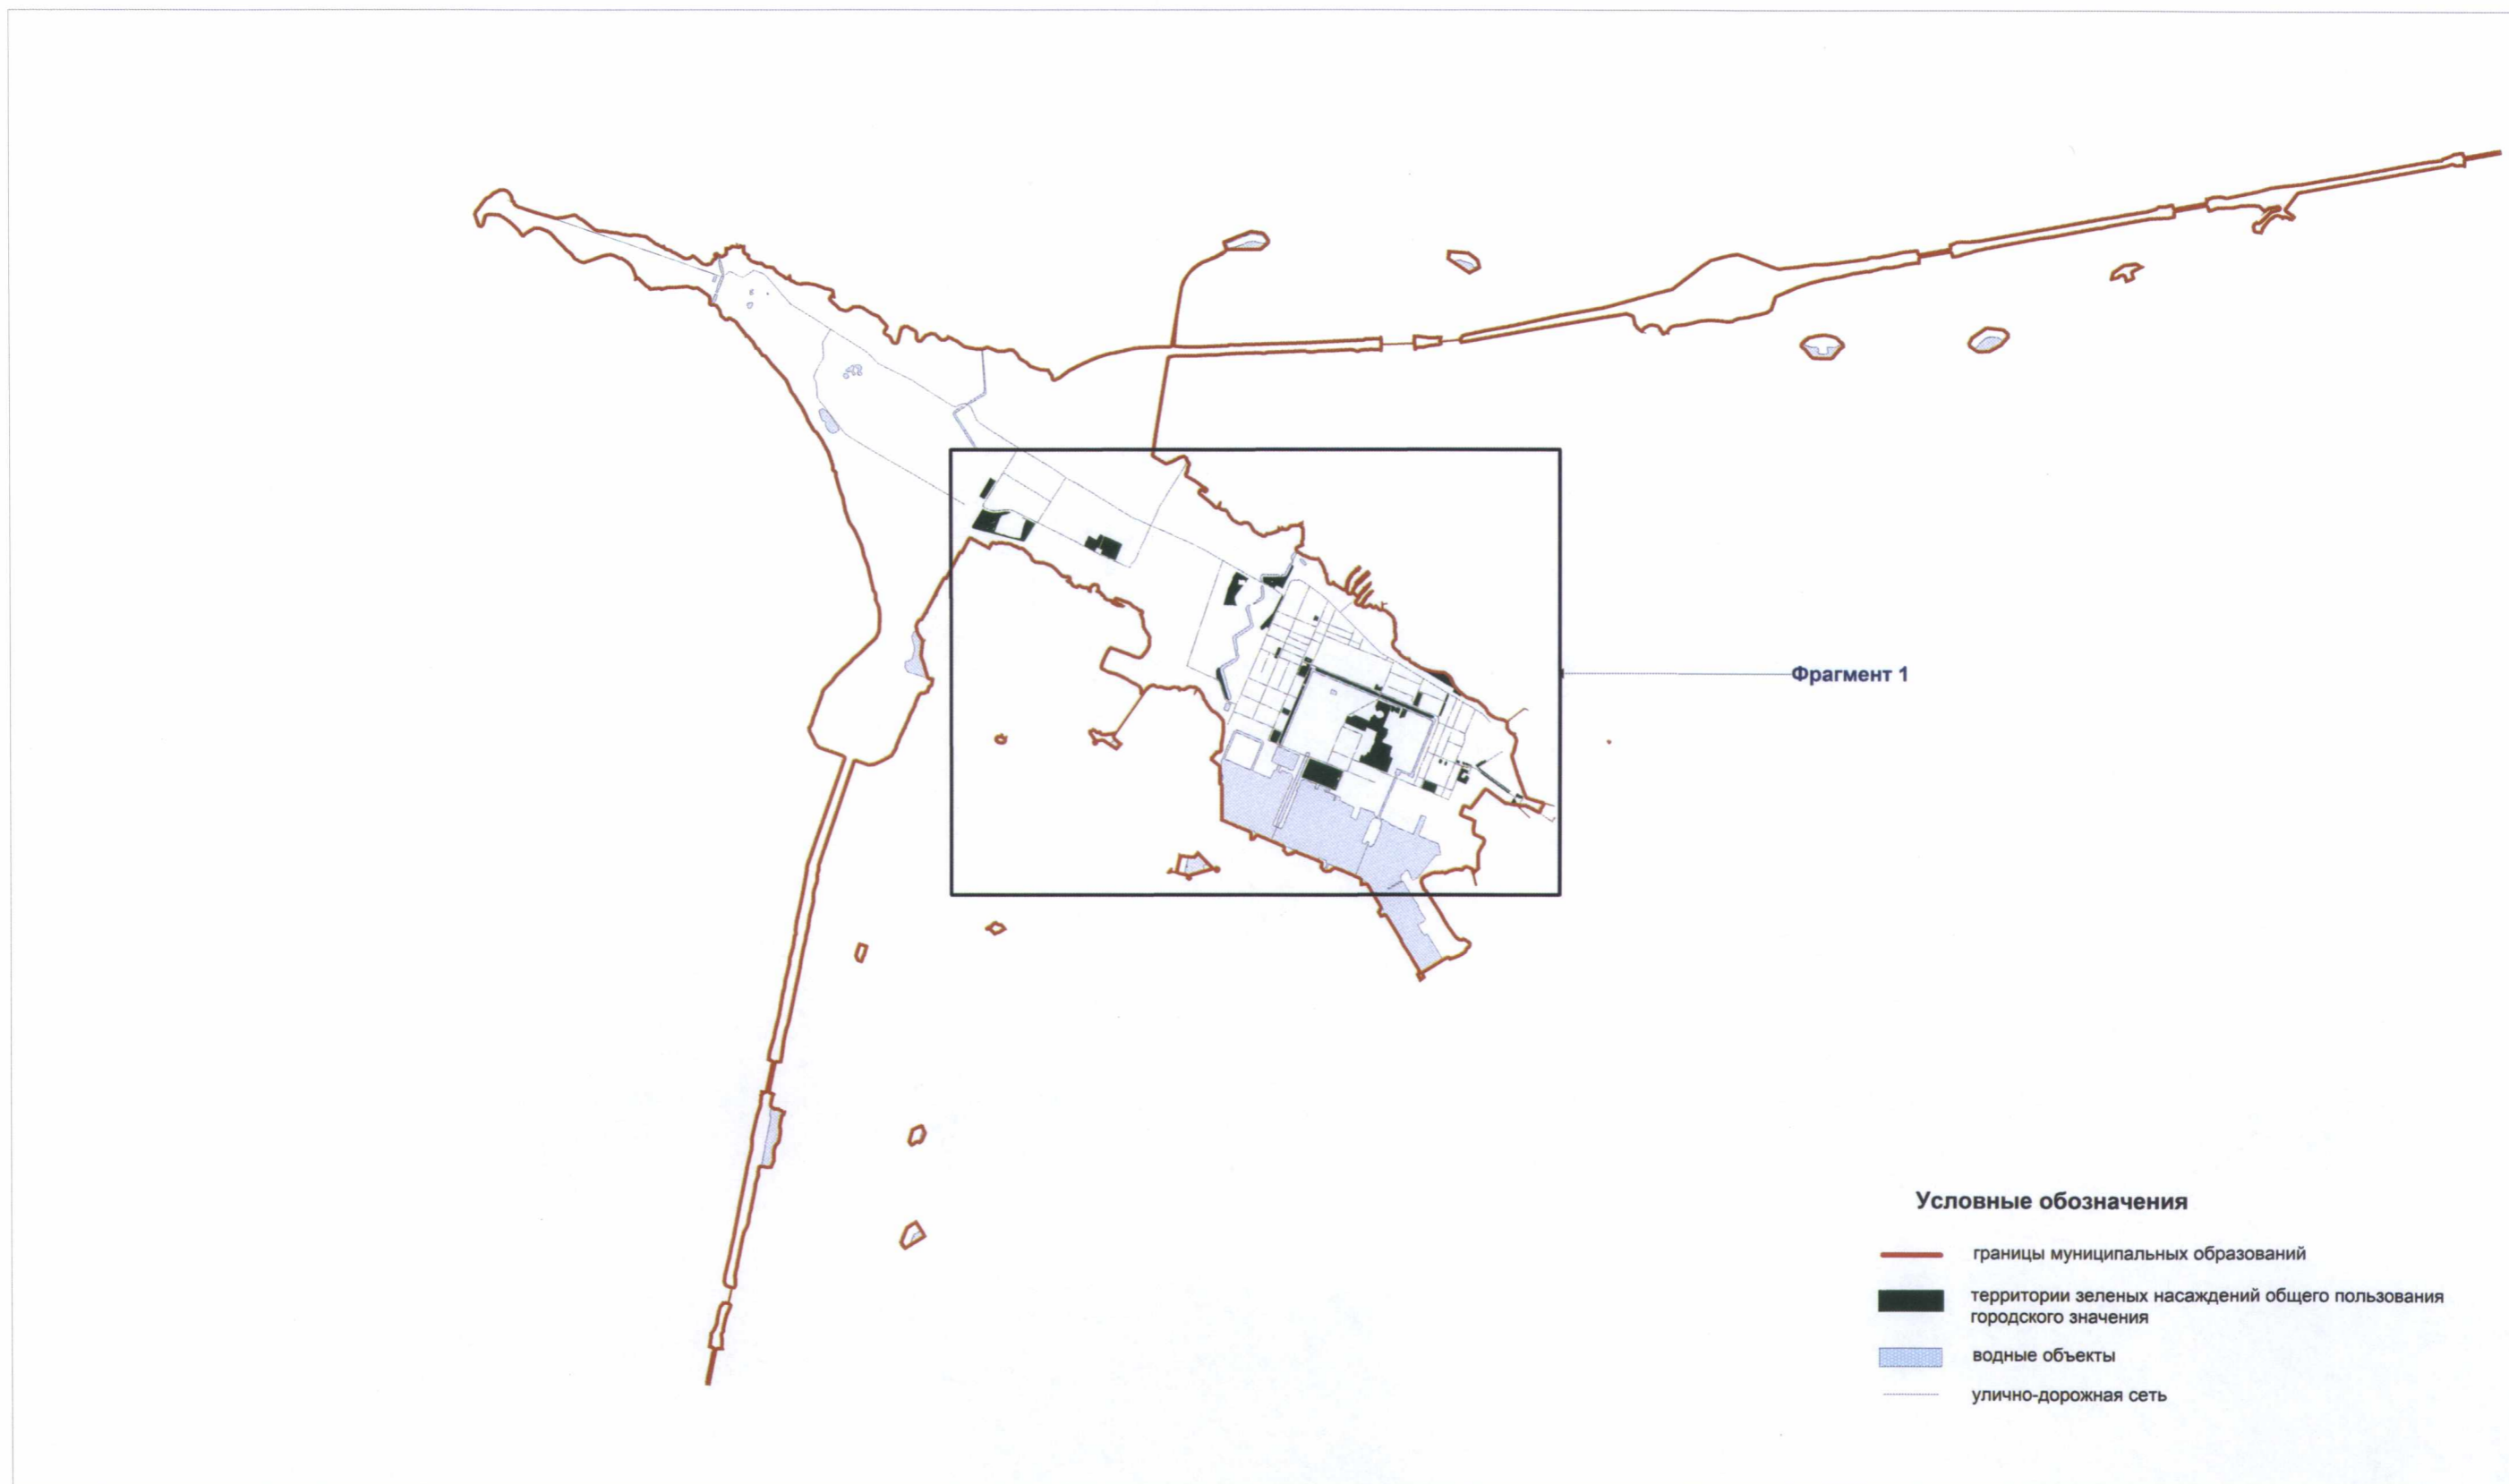 Фрагмент 1
Условные обозначения
границы муниципальных образований
территории зеленых насаждений общего пользования
городского значения
водные объекты
улично-дорожная сеть